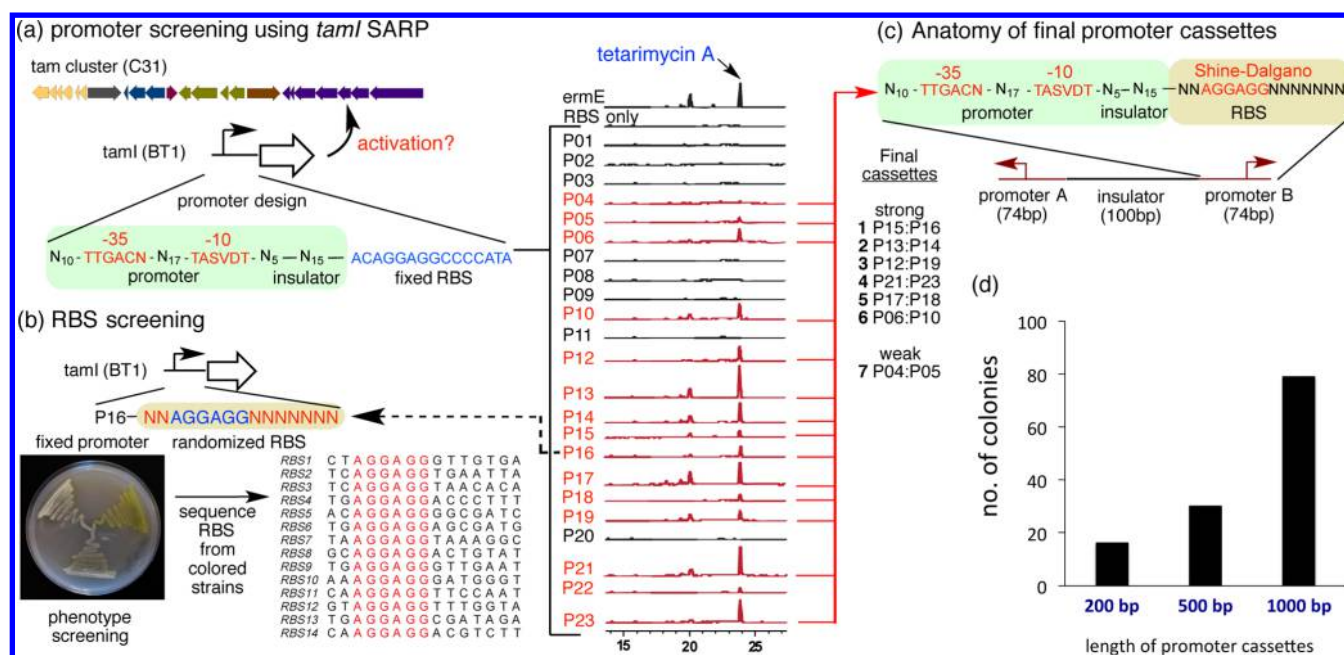 (a) promoter screening using tamI SARP
tam cluster (C31)
tamI (BT1)
activation?
promoter design
-35 -10
N10 - TTGACN - N17 - TASVDT - N5 – N15 – ACAGGAGGCCCCATA
promoter insulator fixed RBS
(b) RBS screening
tamI (BT1)
P16 – NNAGGAGGNNNNNNN
fixed promoter randomized RBS
phenotype
screening
sequence
RBS
from
colored
strains
RBS1 CTAGGAGGGTTGTGA
RBS2 TCAGGAGGTGAATTA
RBS3 TCAGGAGGTAACACA
RBS4 TGAGGAGGACCCTTT
RBS5 ACAGGAGGGCGATC
RBS6 TGAGGAGGAGCGATG
RBS7 TAAGGAGGTAAAGGC
RBS8 GCAGGAGGACTGTAT
RBS9 TGAGGAGGGTTGAAT
RBS10 AAAGGAGGGATGGGT
RBS11 CAAGGAGGTTCCAAT
RBS12 GTAGGAGGTTTGGTA
RBS13 TGAGGAGGCGATAGA
RBS14 CAAGGAGGACGTCTT
tetarimycin A
ermE
RBS only
P01
P02
P03
P04
P05
P06
P07
P08
P09
P10
P11
P12
P13
P14
P15
P16
P17
P18
P19
P20
P21
P22
P23
15 20 25
(c) Anatomy of final promoter cassettes
-35 -10 Shine-Dalgano
N10 - TTGACN - N17 - TASVDT - N5 – N15 – NNAGGAGGNNNNNNN
promoter insulator RBS
promoter A
(74bp)
insulator
(100bp)
promoter B
(74bp)
Final
cassettes
strong
1 P15:P16
2 P13:P14
3 P12:P19
4 P21:P23
5 P17:P18
6 P06:P10
weak
7 P04:P05
(d)
no. of colonies
100
80
60
40
20
0
200 bp 500 bp 1000 bp
length of promoter cassettes